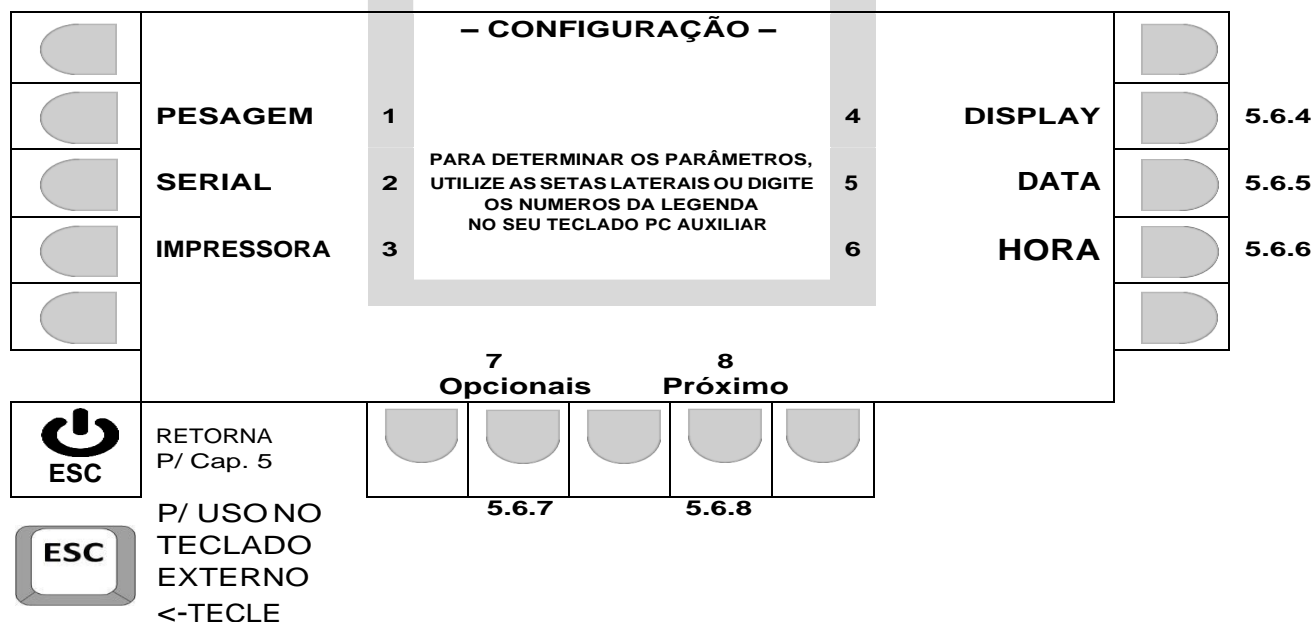 – CONFIGURAÇÃO –
PESAGEM 1 4 DISPLAY 5.6.4
PARA DETERMINAR OS PARÂMETROS,
SERIAL 2 UTILIZE AS SETAS LATERAIS OU DIGITE 5 DATA 5.6.5
OS NUMEROS DA LEGENDA
NO SEU TECLADO PC AUXILIAR
IMPRESSORA 3 6 HORA 5.6.6
7 8
Opcionais Próximo
ESC
RETORNA
P/ Cap. 5
5.6.7 5.6.8
ESC
P/ USO NO
TECLADO
EXTERNO
<-TECLE